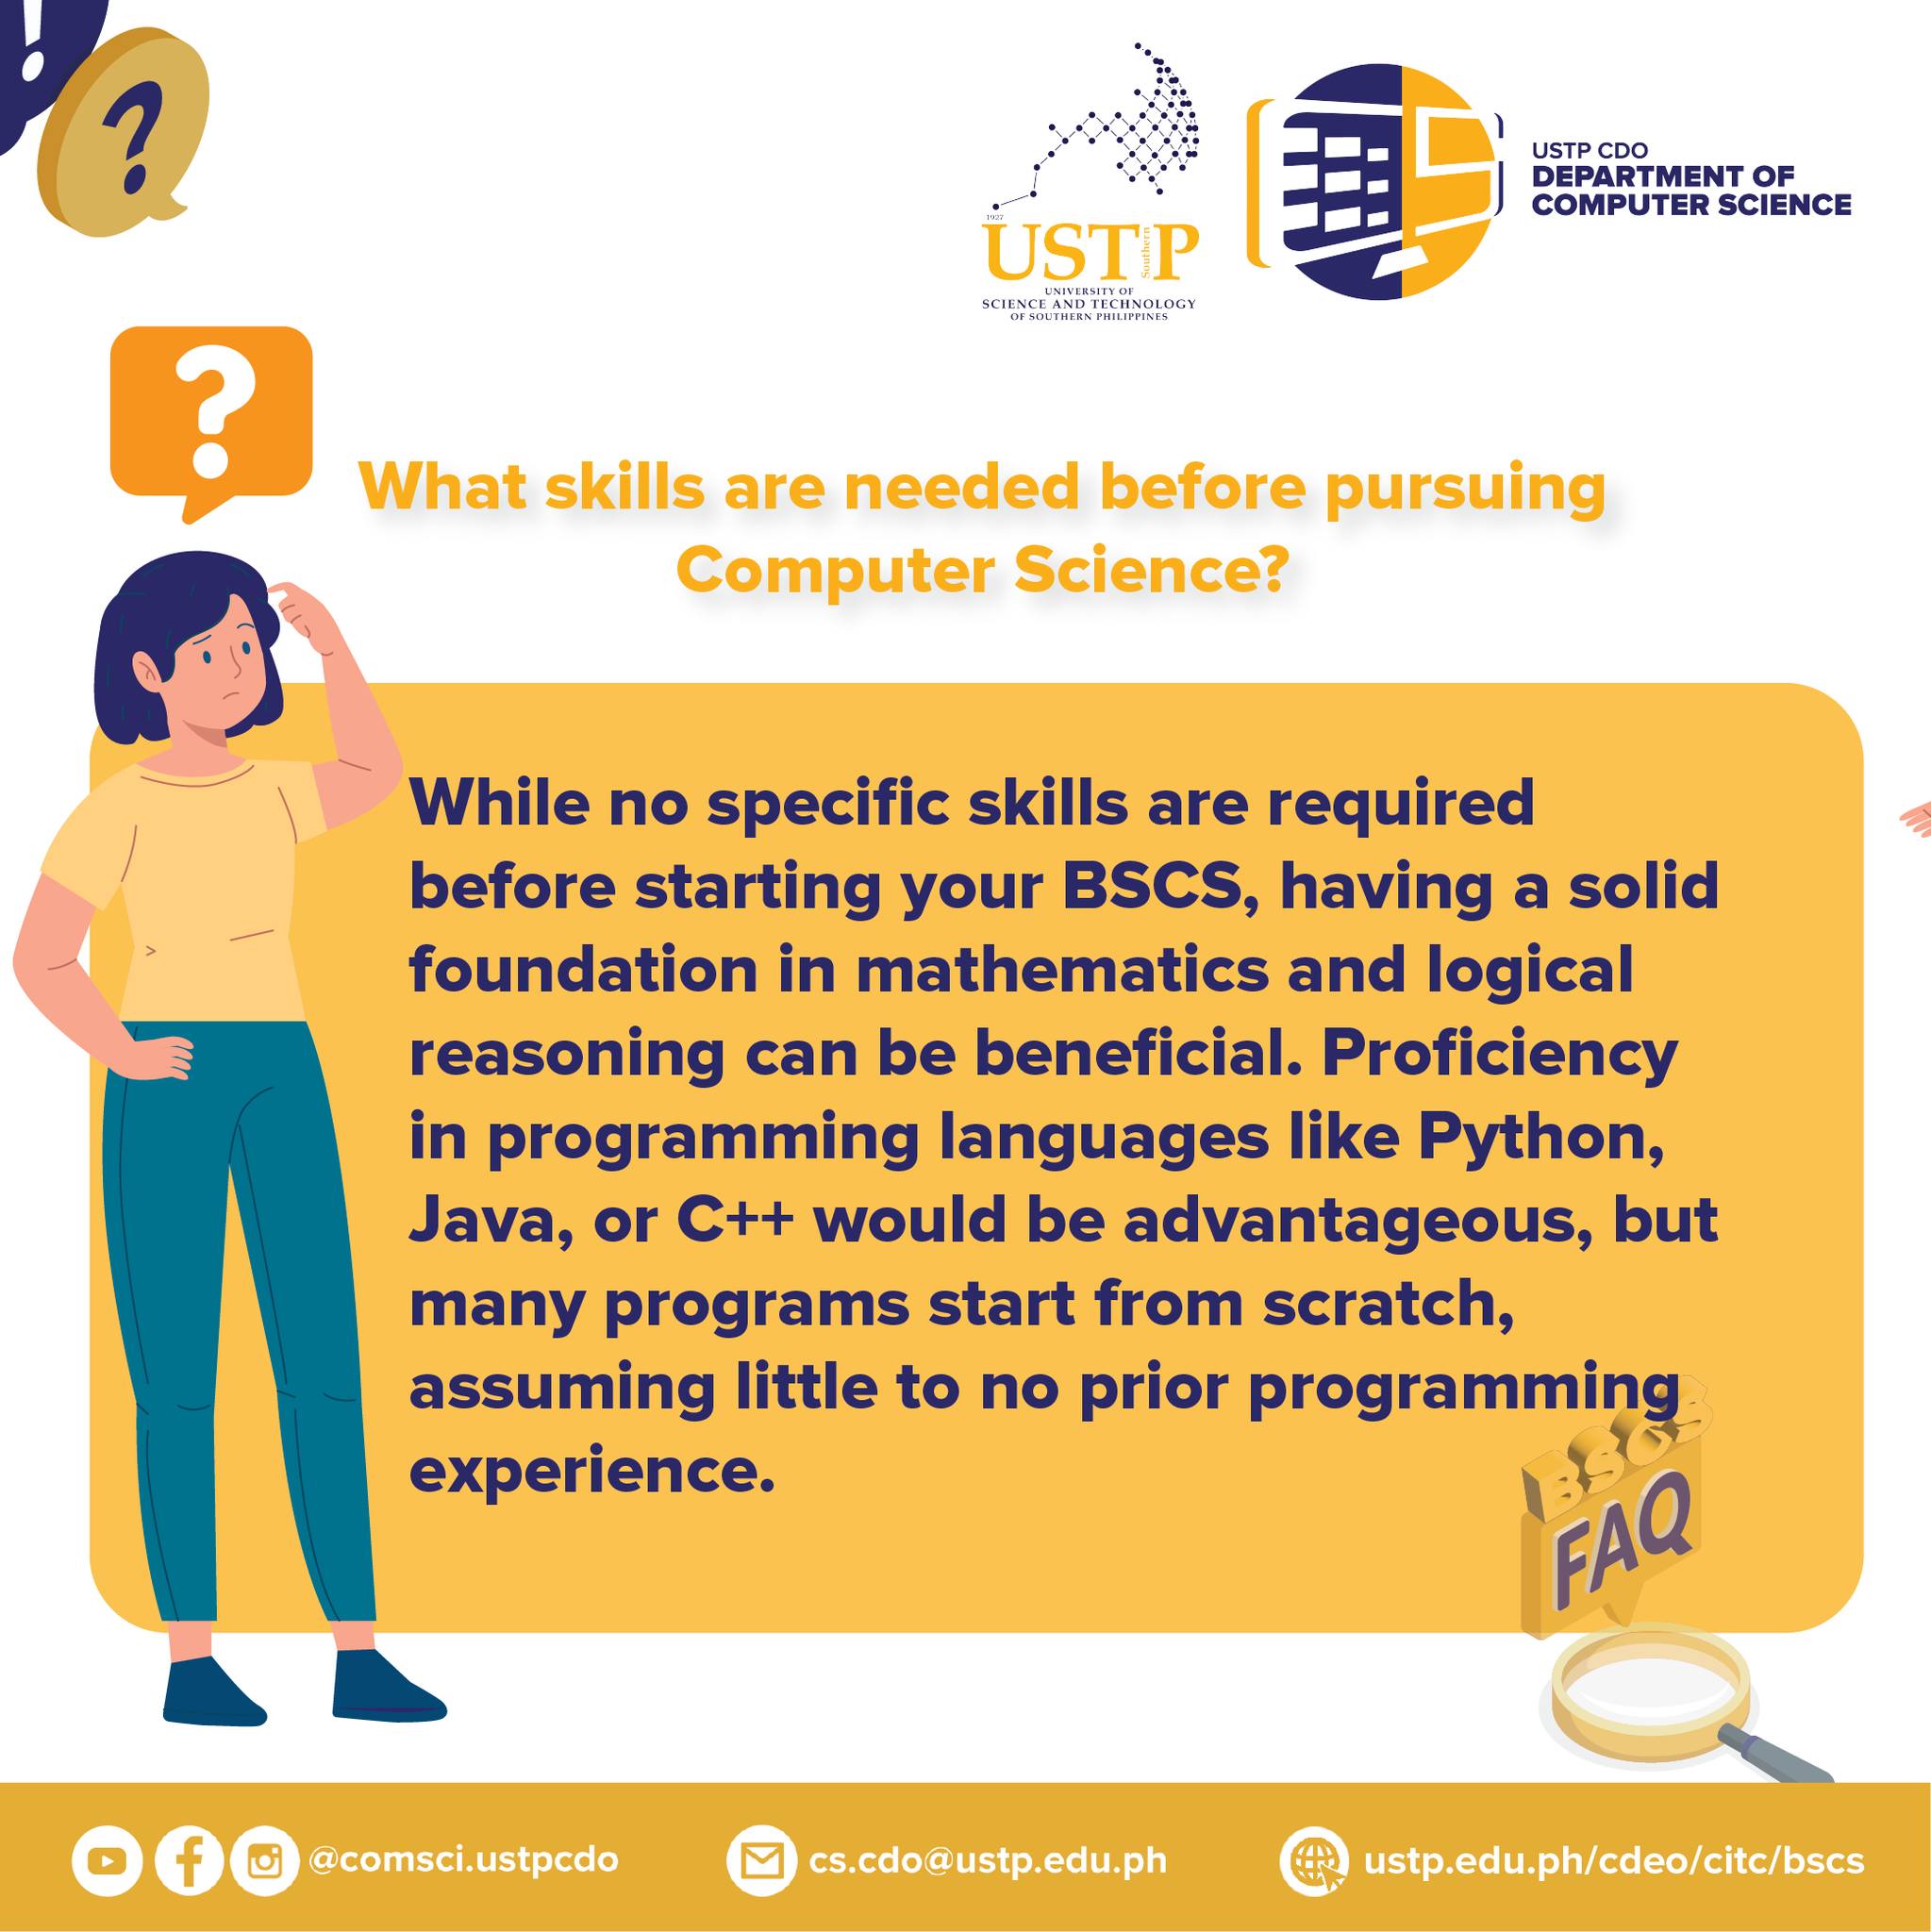 !
?
1927
USTP
Southern
UNIVERSITY OF
SCIENCE AND TECHNOLOGY
OF SOUTHERN PHILIPPINES
USTP CDO
DEPARTMENT OF
COMPUTER SCIENCE
?
What skills are needed before pursuing
Computer Science?
While no specific skills are required
before starting your BSCS, having a solid
foundation in mathematics and logical
reasoning can be beneficial. Proficiency
in programming languages like Python,
Java, or C++ would be advantageous, but
many programs start from scratch,
assuming little to no prior programming
experience.
BSCS
FAQ
@comsci.ustpcdo
cs.cdo@ustp.edu.ph
ustp.edu.ph/cdeo/citc/bscs